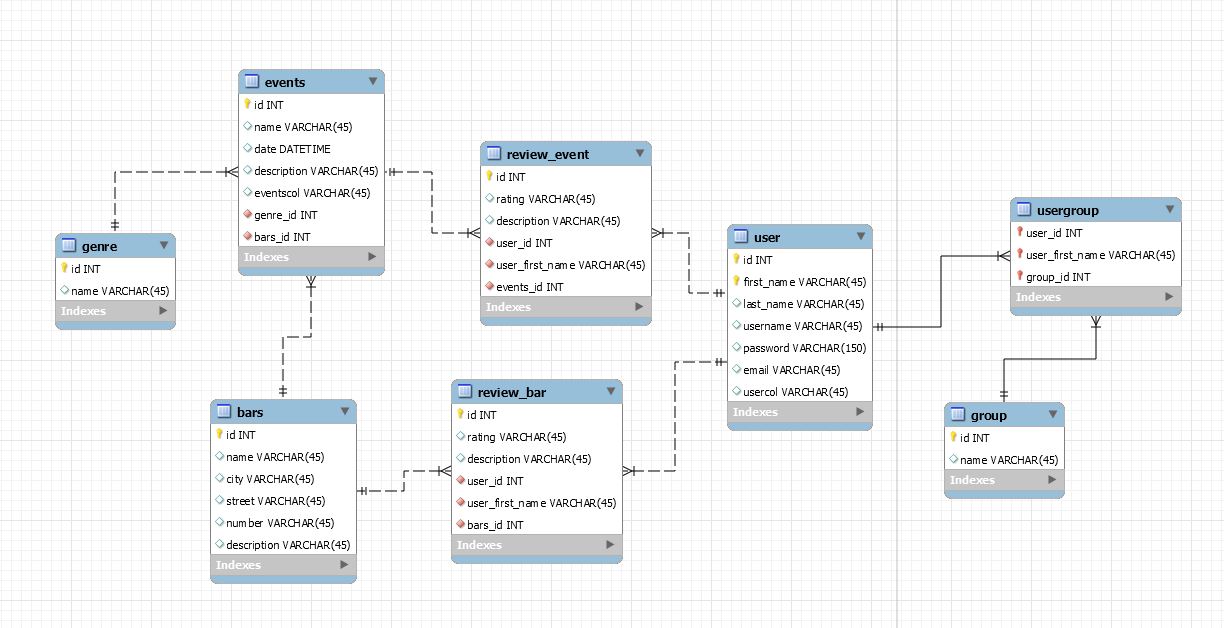 events
id INT
name VARCHAR(45)
date DATETIME
description VARCHAR(45)
eventscol VARCHAR(45)
genre_id INT
bars_id INT
Indexes
review_event
id INT
rating VARCHAR(45)
description VARCHAR(45)
user_id INT
user_first_name VARCHAR(45)
events_id INT
Indexes
genre
id INT
name VARCHAR(45)
Indexes
user
id INT
first_name VARCHAR(45)
last_name VARCHAR(45)
username VARCHAR(45)
password VARCHAR(150)
email VARCHAR(45)
usercol VARCHAR(45)
Indexes
usergroup
user_id INT
user_first_name VARCHAR(45)
group_id INT
Indexes
bars
id INT
name VARCHAR(45)
city VARCHAR(45)
street VARCHAR(45)
number VARCHAR(45)
description VARCHAR(45)
Indexes
review_bar
id INT
rating VARCHAR(45)
description VARCHAR(45)
user_id INT
user_first_name VARCHAR(45)
bars_id INT
Indexes
group
id INT
name VARCHAR(45)
Indexes